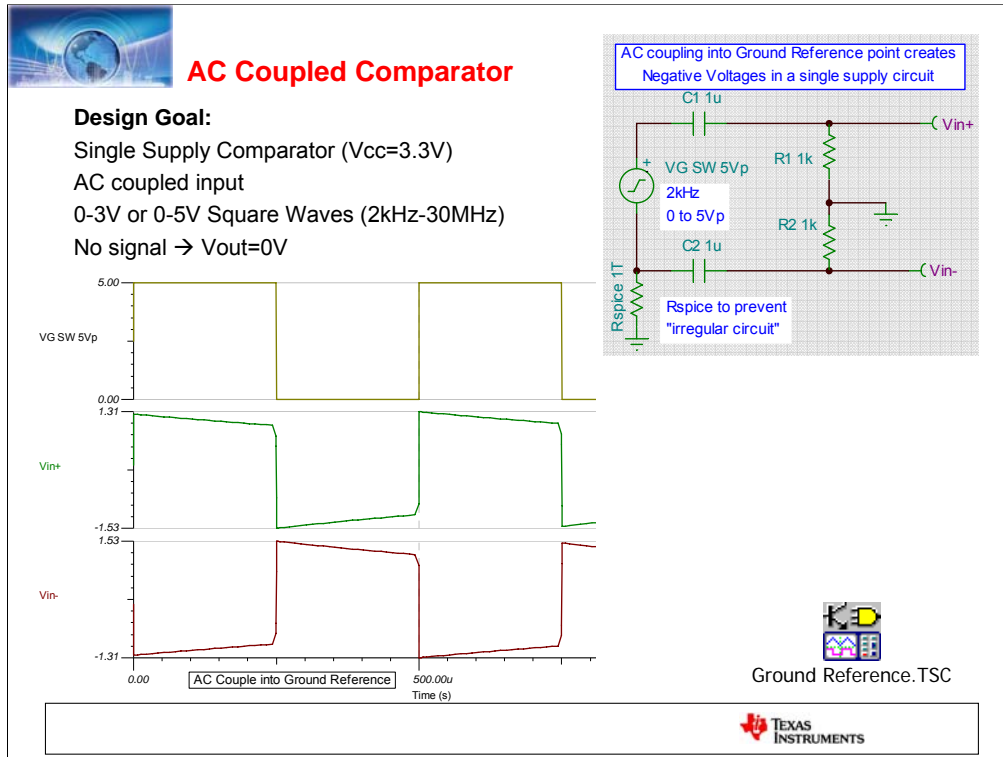 AC Coupled Comparator
Design Goal:
Single Supply Comparator (Vcc=3.3V)
AC coupled input
0-3V or 0-5V Square Waves (2kHz-30MHz)
No signal → Vout=0V
AC coupling into Ground Reference point creates
Negative Voltages in a single supply circuit
C1 1u
Vin+
+
VG SW 5Vp
R1 1k
2kHz
0 to 5Vp
R2 1k
C2 1u
Vin-
Rspice 1T
Rspice to prevent
"irregular circuit"
5.00
VG SW 5Vp
0.00
1.31
Vin+
-1.53
1.53
Vin-
-1.31
0.00
AC Couple into Ground Reference
500.00u
Time (s)
Ground Reference.TSC
TEXAS
INSTRUMENTS